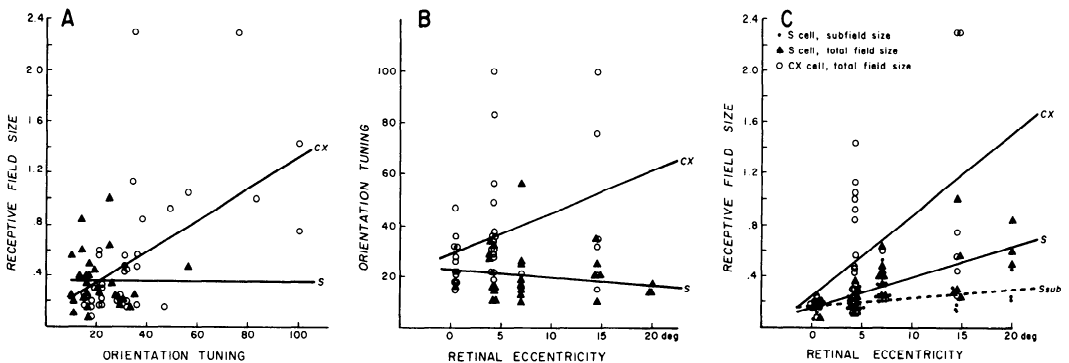 A
RECEPTIVE FIELD SIZE
2.4
2.0
1.6
1.2
.8
.4
CX
S
20 40 60 80 100
ORIENTATION TUNING
B
ORIENTATION TUNING
100
80
60
40
20
CX
S
0 5 10 15 20 deg
RETINAL ECCENTRICITY
C
S cell, subfield size
S cell, total field size
CX cell, total field size
RECEPTIVE FIELD SIZE
2.4
2.0
1.6
1.2
.8
.4
CX
S
Ssub
0 5 10 15 20 deg
RETINAL ECCENTRICITY